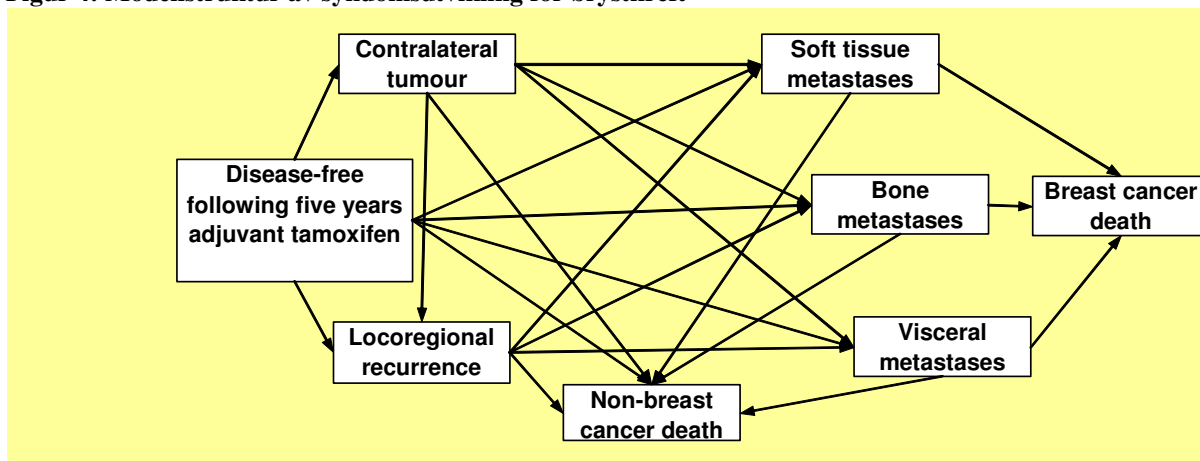 Contralateral
tumour
Soft tissue
metastases
Disease-free
following five years
adjuvant tamoxifen
Bone
metastases
Breast cancer
death
Locoregional
recurrence
Visceral
metastases
Non-breast
cancer death